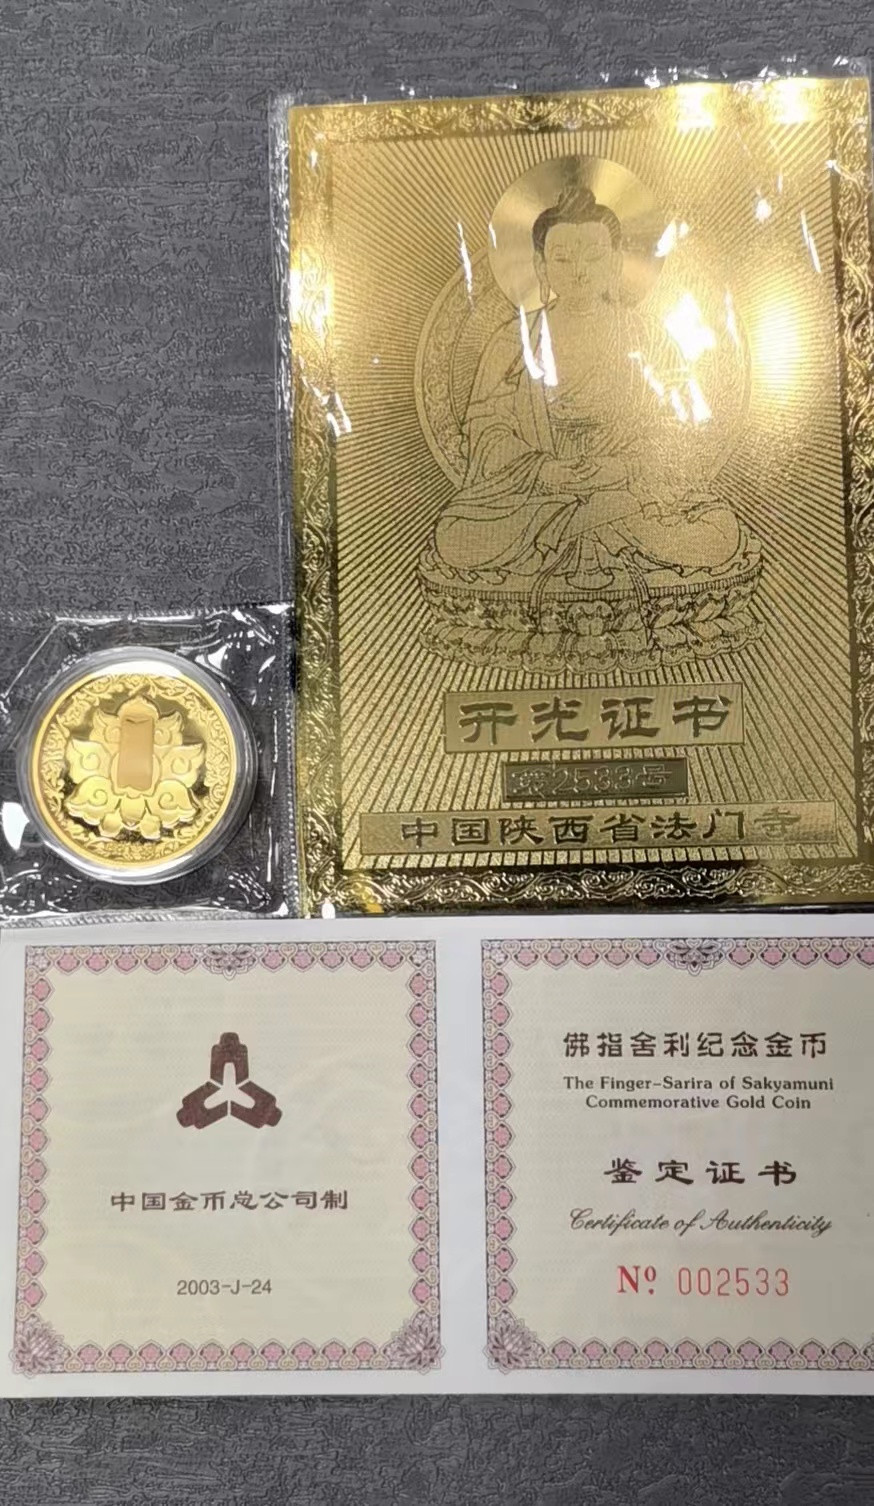 开光证书
第2533号
中国陕西省法门寺
中国金币总公司制
2003-J-24
佛指舍利纪念金币
The Finger-Sarira of Sakyamuni
Commemorative Gold Coin
鉴定证书
Certificate of Authenticity
Nº 002533